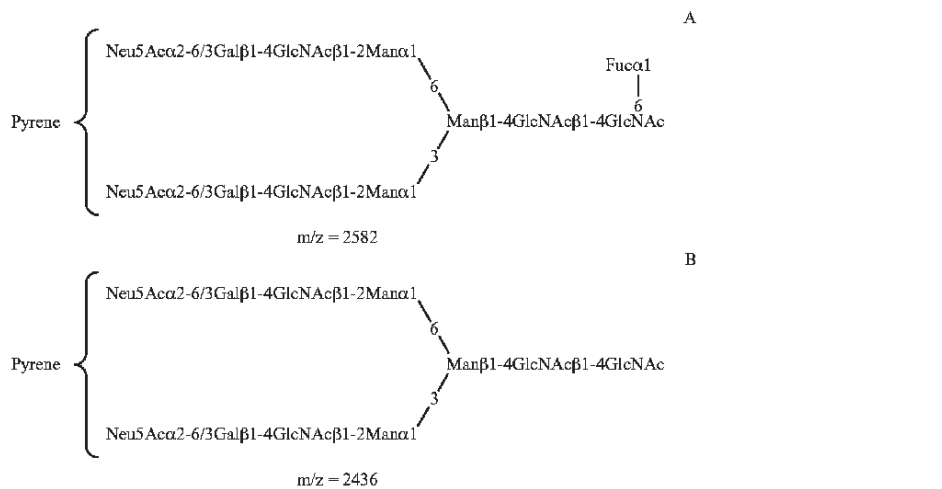 A
Neu5Acα2-6/3Galβ1-4GlcNAcβ1-2Manα1
Fucα1
6
6
Pyrene
Manβ1-4GlcNAcβ1-4GlcNAc
3
Neu5Acα2-6/3Galβ1-4GlcNAcβ1-2Manα1
m/z = 2582
B
Neu5Acα2-6/3Galβ1-4GlcNAcβ1-2Manα1
6
Pyrene
Manβ1-4GlcNAcβ1-4GlcNAc
3
Neu5Acα2-6/3Galβ1-4GlcNAcβ1-2Manα1
m/z = 2436